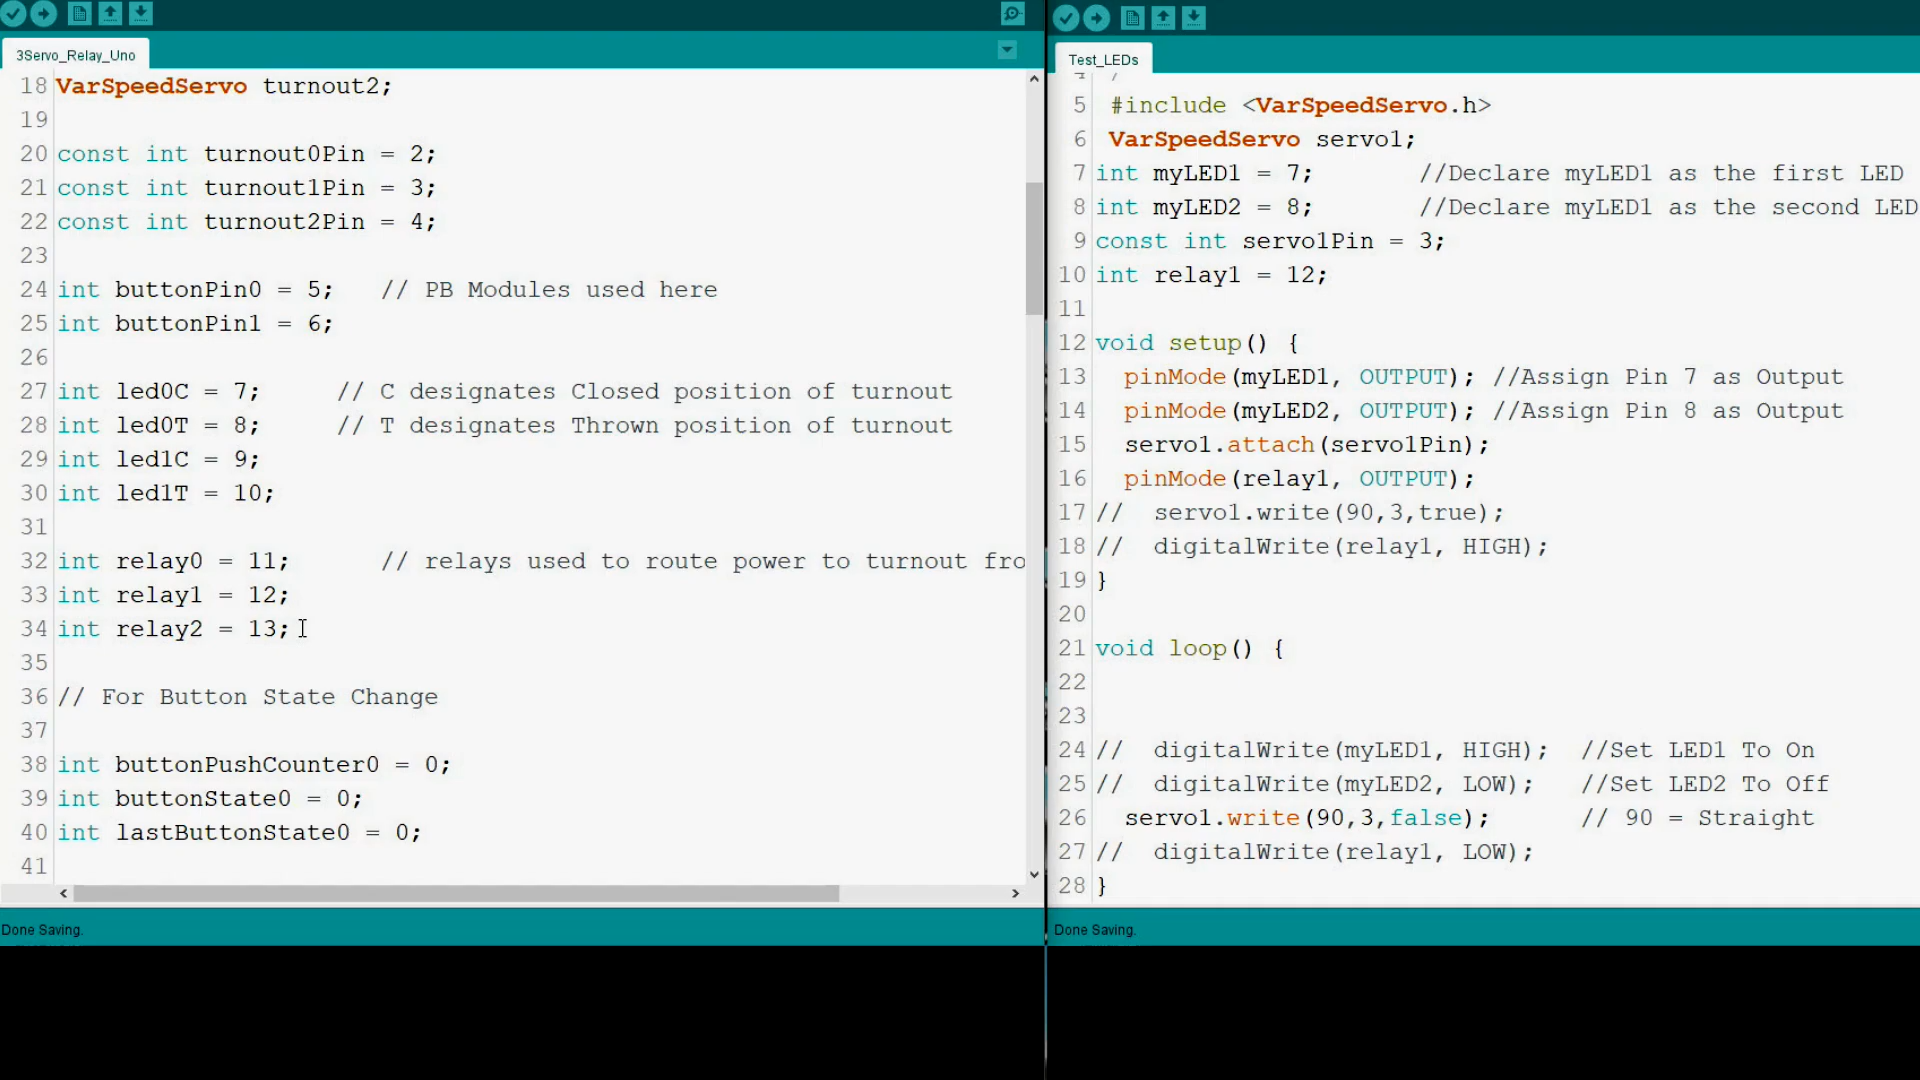 3Servo_Relay_Uno
18 VarSpeedServo turnout2;
19
20 const int turnout0Pin = 2;
21 const int turnout1Pin = 3;
22 const int turnout2Pin = 4;
23
24 int buttonPin0 = 5; // PB Modules used here
25 int buttonPin1 = 6;
26
27 int led0C = 7; // C designates Closed position of turnout
28 int led0T = 8; // T designates Thrown position of turnout
29 int led1C = 9;
30 int led1T = 10;
31
32 int relay0 = 11; // relays used to route power to turnout fro
33 int relay1 = 12;
34 int relay2 = 13;
35
36 // For Button State Change
37
38 int buttonPushCounter0 = 0;
39 int buttonState0 = 0;
40 int lastButtonState0 = 0;
41
Done Saving.
Test_LEDs
4 /
5 #include <VarSpeedServo.h>
6 VarSpeedServo servo1;
7 int myLED1 = 7; //Declare myLED1 as the first LED
8 int myLED2 = 8; //Declare myLED1 as the second LED
9 const int servo1Pin = 3;
10 int relay1 = 12;
11
12 void setup() {
13 pinMode(myLED1, OUTPUT); //Assign Pin 7 as Output
14 pinMode(myLED2, OUTPUT); //Assign Pin 8 as Output
15 servo1.attach(servo1Pin);
16 pinMode(relay1, OUTPUT);
17 // servo1.write(90,3,true);
18 // digitalWrite(relay1, HIGH);
19 }
20
21 void loop() {
22
23
24 // digitalWrite(myLED1, HIGH); //Set LED1 To On
25 // digitalWrite(myLED2, LOW); //Set LED2 To Off
26 servo1.write(90,3,false); // 90 = Straight
27 // digitalWrite(relay1, LOW);
28 }
Done Saving.